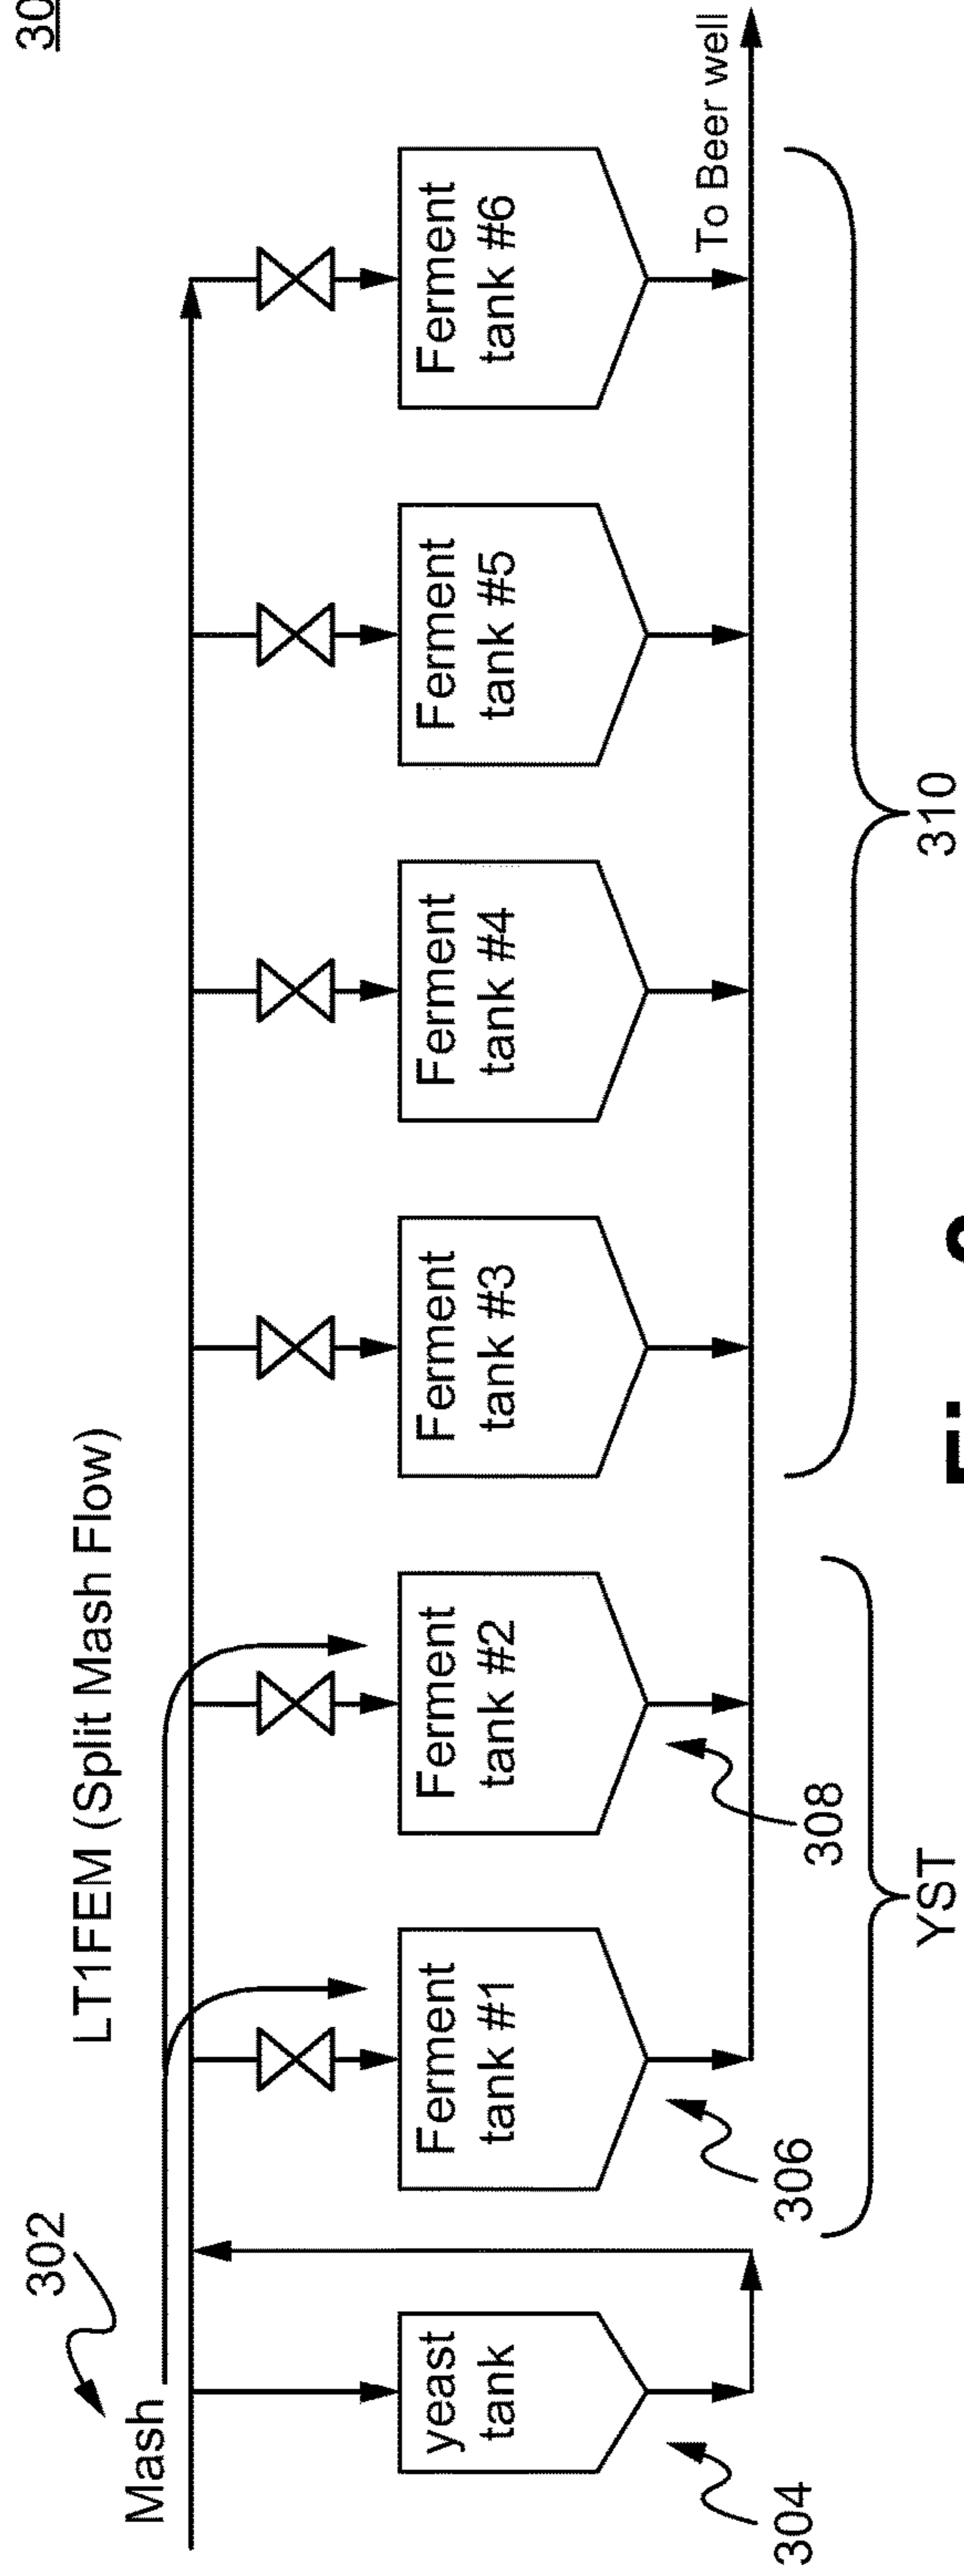 30
LT1FEM (Split Mash Flow)
302
Mash
yeast
tank
Ferment
tank #1
Ferment
tank #2
Ferment
tank #3
Ferment
tank #4
Ferment
tank #5
Ferment
tank #6
To Beer well
304
306
308
YST
310